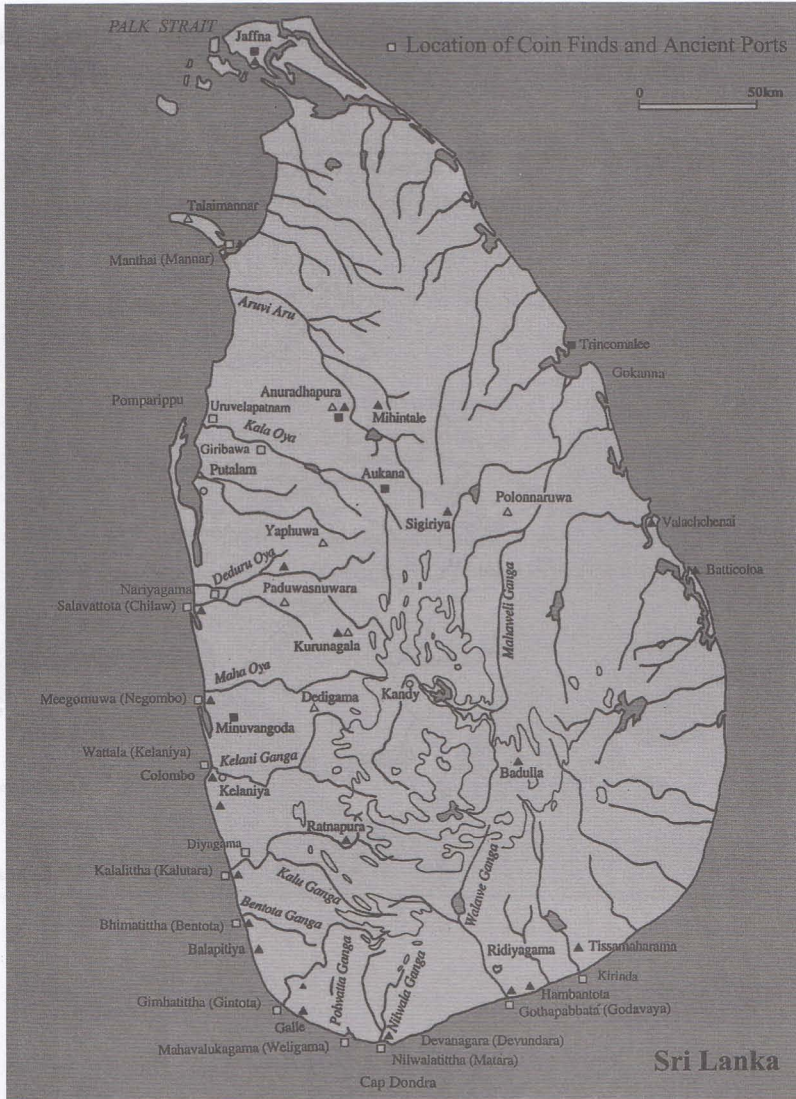 PALK STRAIT
Jaffna
Location of Coin Finds and Ancient Ports
0 50km
Talaimannar
Manthai (Mannar)
Aruvi Aru
Trincomalee
Gokanna
Pomparippu
Uruvelapatnam
Anuradhapura
Mihintale
Kala Oya
Giribawa
Putalam
Aukana
Sigiriya
Polonnaruwa
Valachchenai
Yaphuwa
Deduru Oya
Batticoloa
Nariyagama
Paduwasnuwara
Salavattota (Chilaw)
Mahaweli Ganga
Kurunagala
Maha Oya
Kandy
Meegomuwa (Negombo)
Dedigama
Minuvangoda
Wattala (Kelaniya)
Kelani Ganga
Colombo
Badulla
Kelaniya
Ratnapura
Diyagama
Kalatittha (Kalutara)
Kalu Ganga
Walawe Ganga
Bentota Ganga
Bhimatittha (Bentota)
Balapitiya
Ridiyagama
Tissamaharama
Polwatta Ganga
Nilwala Ganga
Kirinda
Hambantota
Gimhatittha (Gintota)
Gothapabbata (Godavaya)
Galle
Mahavalukagama (Weligama)
Devanagara (Devundara)
Nilwalatittha (Matara)
Sri Lanka
Cap Dondra